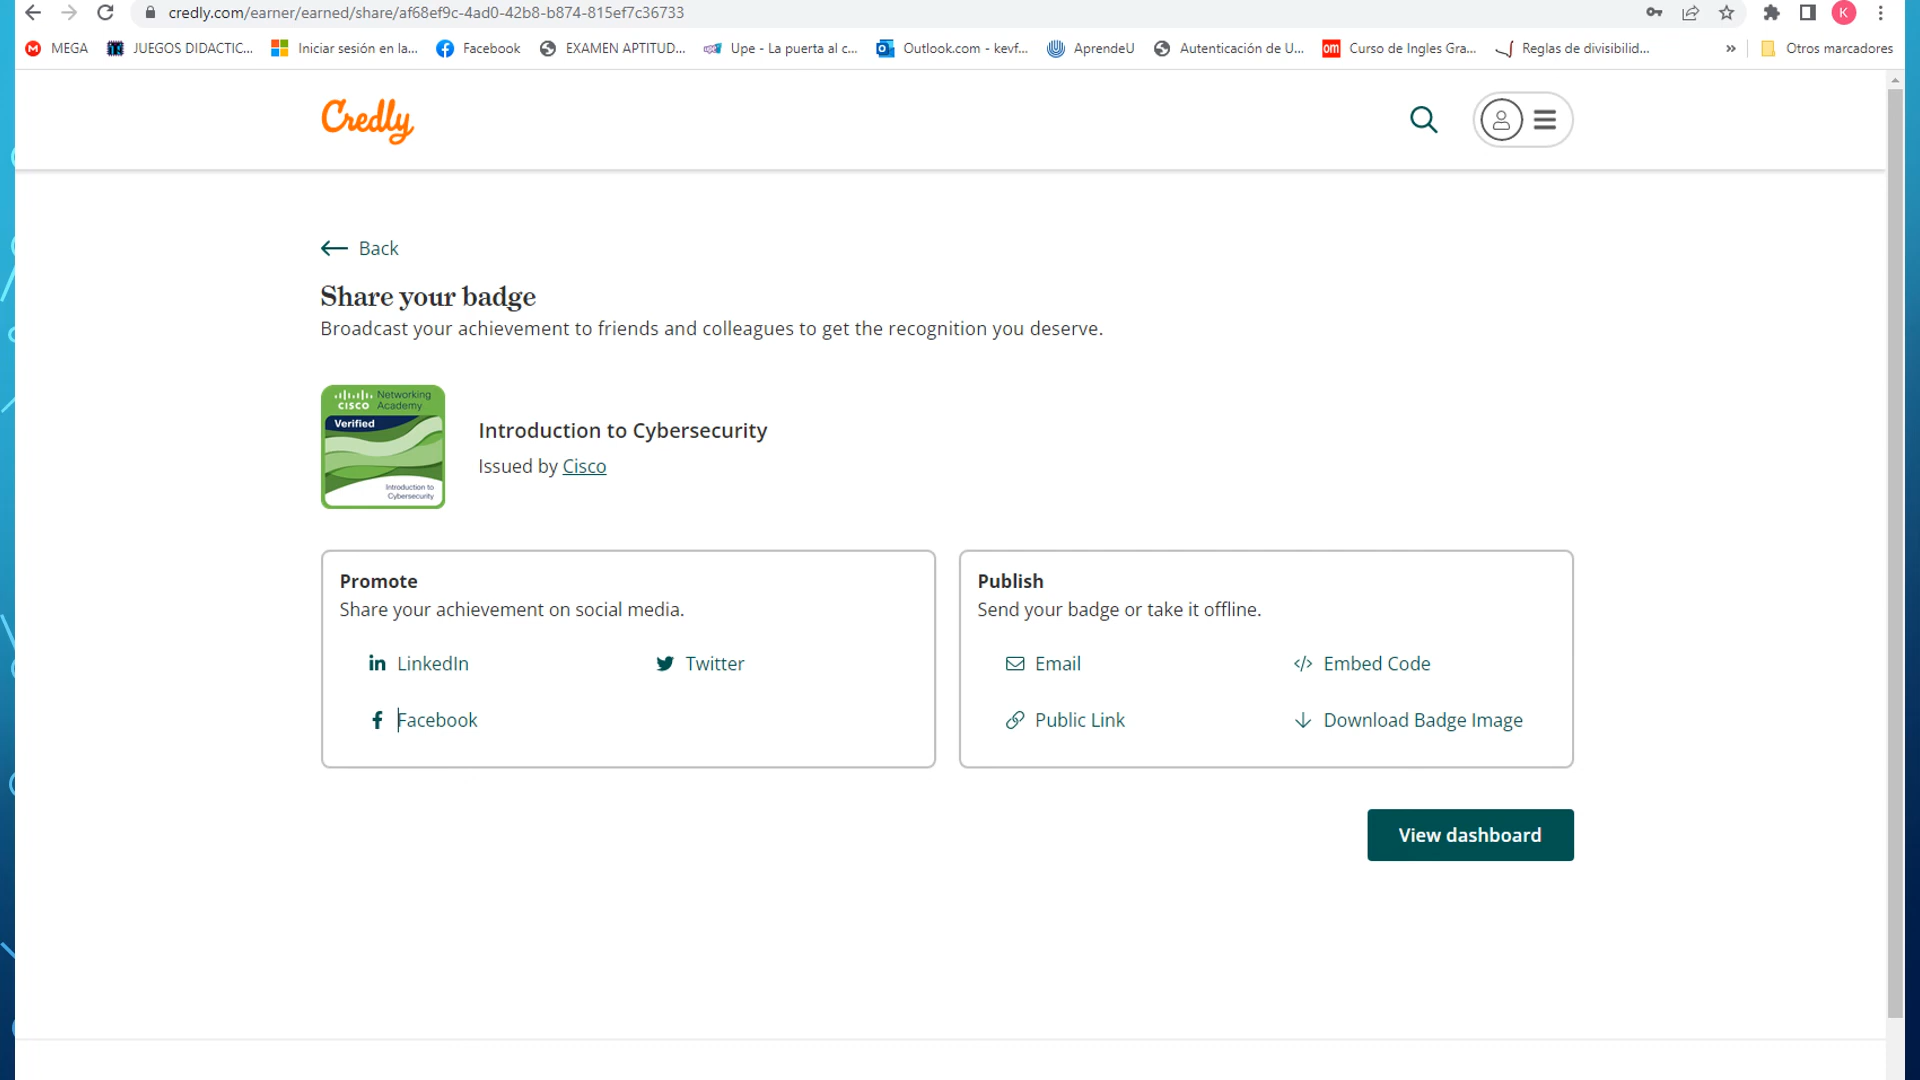 credly.com/earner/earned/share/af68ef9c-4ad0-42b8-b874-815ef7c36733
MEGA JUEGOS DIDACTIC... Iniciar sesión en la... Facebook EXAMEN APTITUD... Upe - La puerta al c... Outlook.com - kevf... AprendeU Autenticación de U... Curso de Ingles Gra... Reglas de divisibilid... » Otros marcadores
Credly
Back
Share your badge
Broadcast your achievement to friends and colleagues to get the recognition you deserve.
CISCO Networking Academy
Verified
Introduction to
Cybersecurity
Introduction to Cybersecurity
Issued by Cisco
Promote
Share your achievement on social media.
LinkedIn Twitter
Facebook
Publish
Send your badge or take it offline.
Email Embed Code
Public Link Download Badge Image
View dashboard